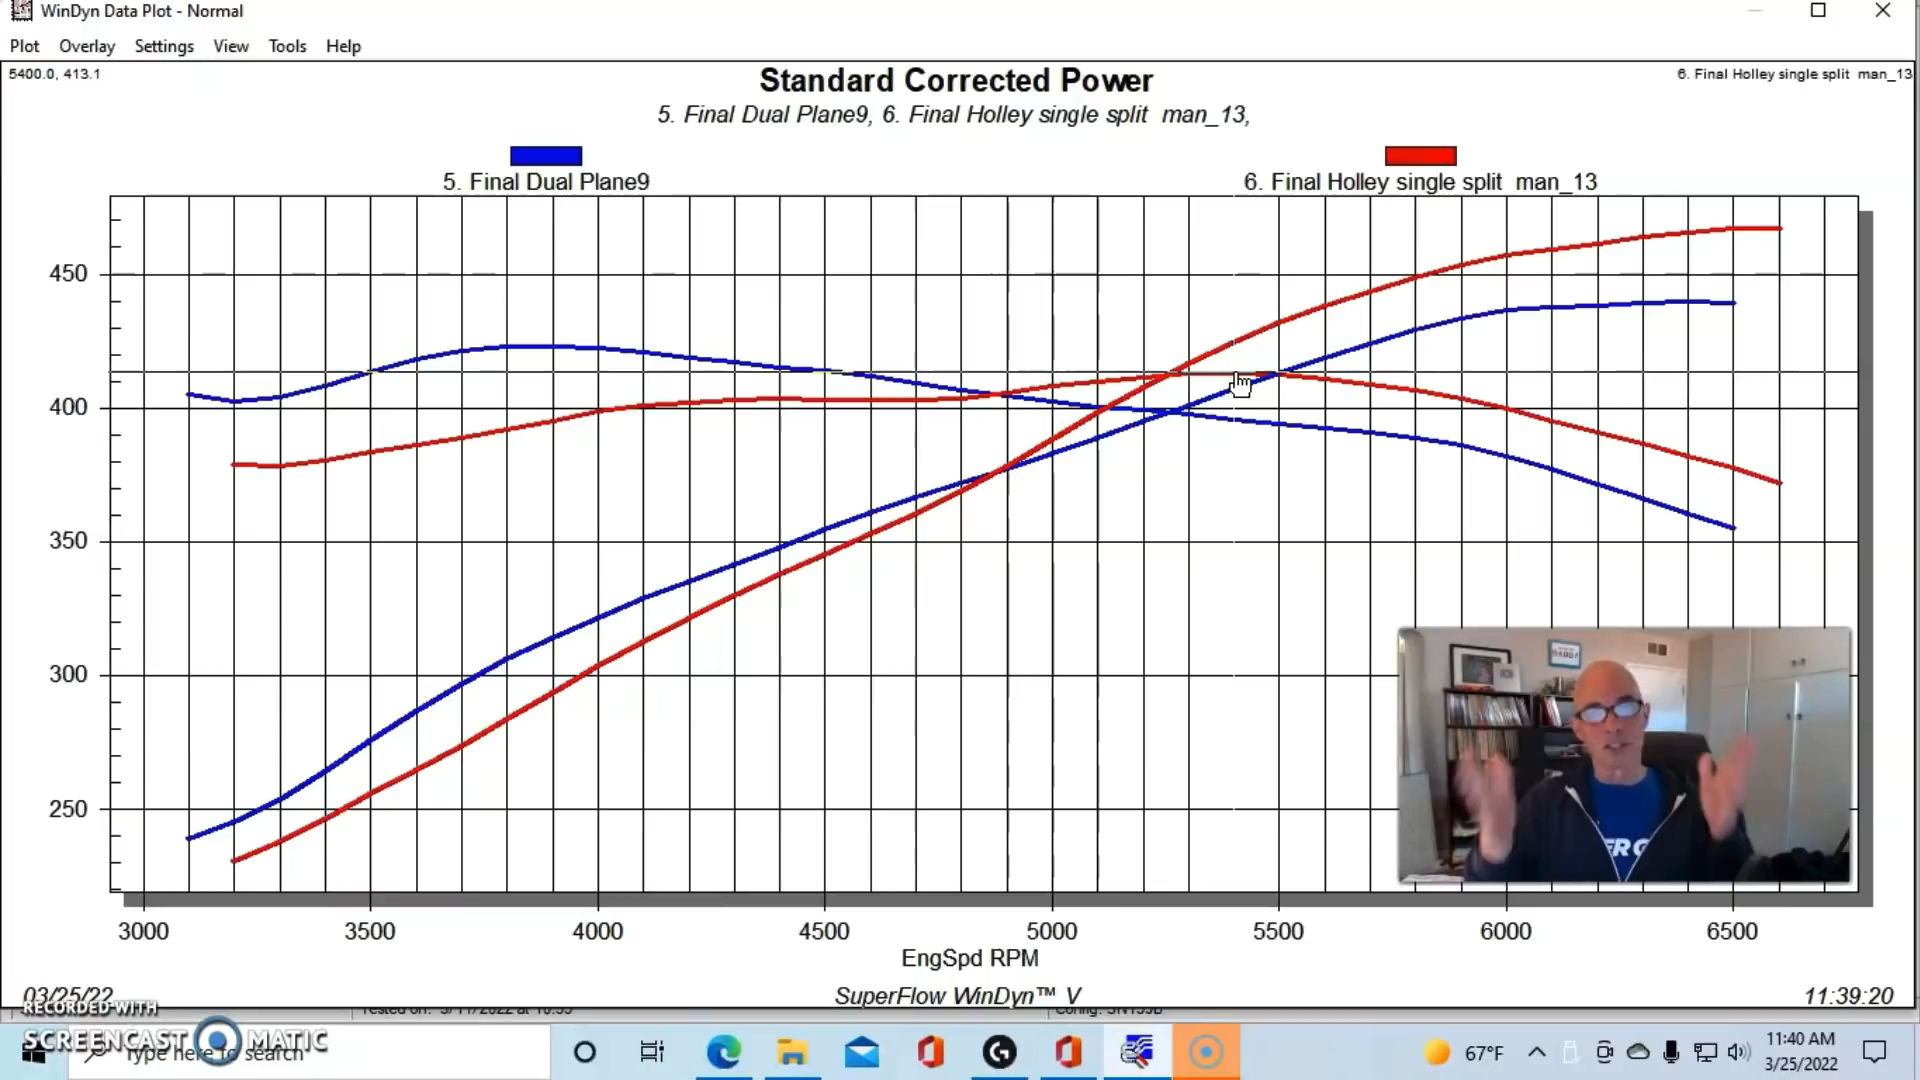 WinDyn Data Plot - Normal
Plot Overlay Settings View Tools Help
5400.0, 413.1
Standard Corrected Power
6. Final Holley single split man_13
5. Final Dual Plane9, 6. Final Holley single split man_13,
5. Final Dual Plane9
6. Final Holley single split man_13
450
400
350
300
250
3000 3500 4000 4500 5000 5500 6000 6500
EngSpd RPM
03/25/22
SuperFlow WinDyn™ V
11:39:20
RECORDED WITH
SCREENCAST MATIC
Type here to search
67°F
11:40 AM
3/25/2022